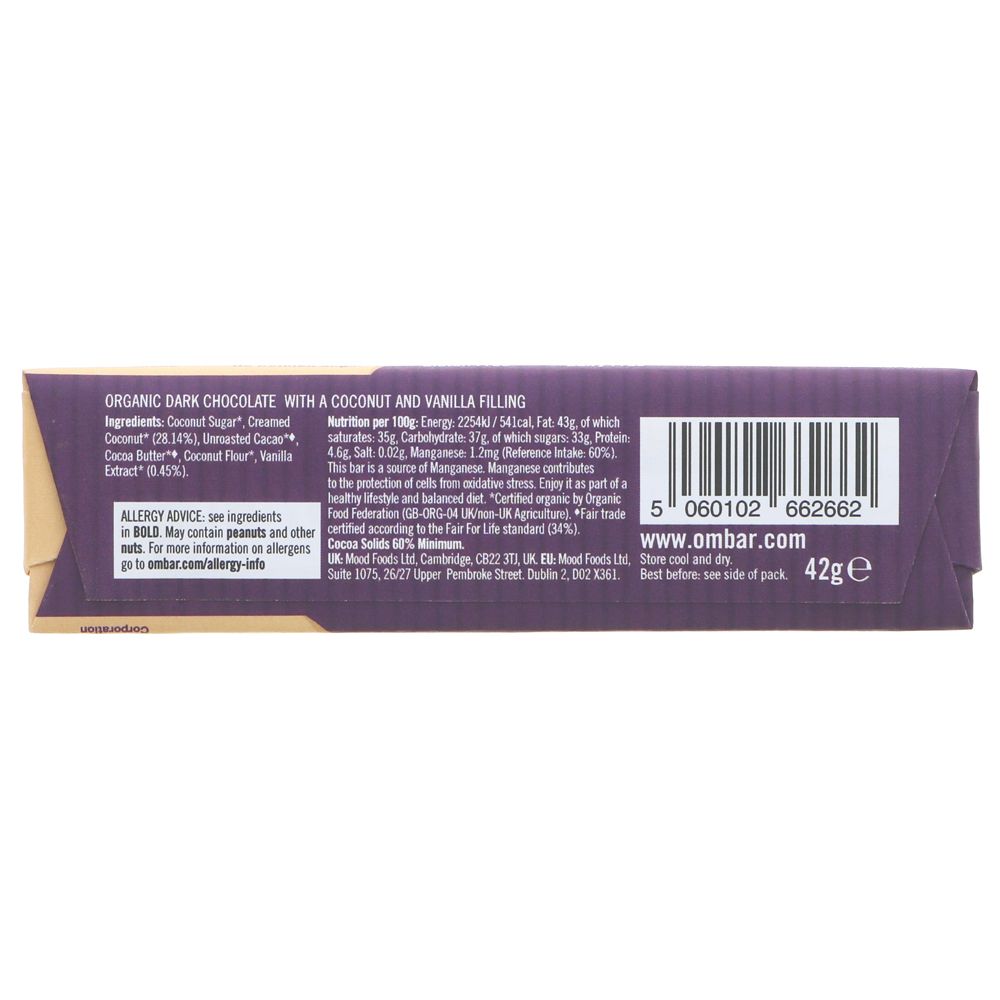 ORGANIC DARK CHOCOLATE WITH A COCONUT AND VANILLA FILLING
Ingredients: Coconut Sugar*, Creamed
Coconut* (28.14%), Unroasted Cacao*♦,
Cocoa Butter*♦, Coconut Flour*, Vanilla
Extract* (0.45%).
ALLERGY ADVICE: see ingredients
in BOLD. May contain peanuts and other
nuts. For more information on allergens
go to ombar.com/allergy-info
Nutrition per 100g: Energy: 2254kJ / 541cal, Fat: 43g, of which
saturates: 35g, Carbohydrate: 37g, of which sugars: 33g, Protein:
4.6g, Salt: 0.02g, Manganese: 1.2mg (Reference Intake: 60%).
This bar is a source of Manganese. Manganese contributes
to the protection of cells from oxidative stress. Enjoy it as part of a
healthy lifestyle and balanced diet. *Certified organic by Organic
Food Federation (GB-ORG-04 UK/non-UK Agriculture). ♦Fair trade
certified according to the Fair For Life standard (34%).
Cocoa Solids 60% Minimum.
UK: Mood Foods Ltd, Cambridge, CB22 3TJ, UK. EU: Mood Foods Ltd,
Suite 1075, 26/27 Upper Pembroke Street. Dublin 2, D02 X361.
5 060102 662662
www.ombar.com
Store cool and dry.
Best before: see side of pack.
42g e
Corporation